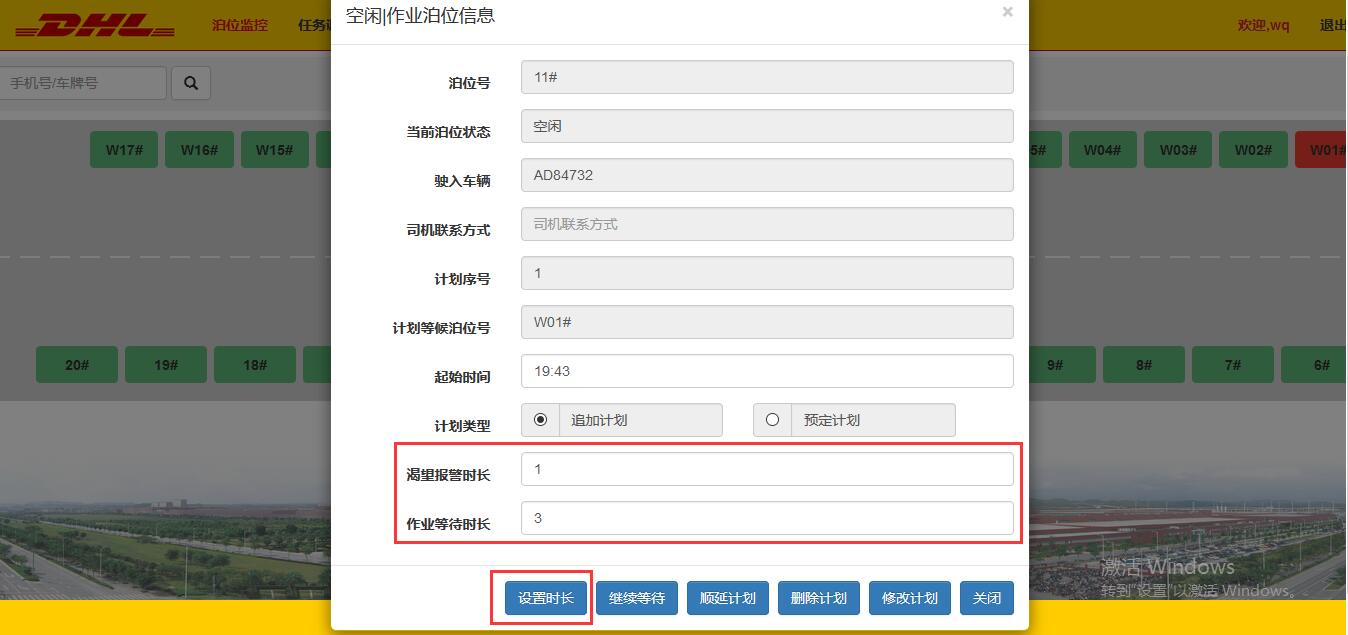 空闲|作业泊位信息
×
DHL
泊位监控
任务
欢迎,wq
退出
手机号/车牌号
泊位号
11#
当前泊位状态
空闲
驶入车辆
AD84732
司机联系方式
司机联系方式
计划序号
1
计划等候泊位号
W01#
起始时间
19:43
计划类型
追加计划
预定计划
渴望报警时长
1
作业等待时长
3
W17#
W16#
W15#
5#
W04#
W03#
W02#
W01#
20#
19#
18#
9#
8#
7#
6#
激活 Windows
转到"设置"以激活 Windows。
设置时长
继续等待
顺延计划
删除计划
修改计划
关闭